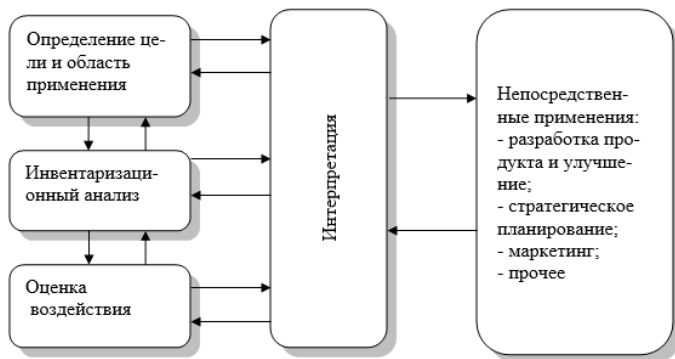 Определение це-
ли и область
применения
Инвентаризаци-
онный анализ
Оценка
воздействия
Интерпретация
Непосредствен-
ные применения:
- разработка про-
дукта и улучше-
ние;
- стратегическое
планирование;
- маркетинг;
- прочее